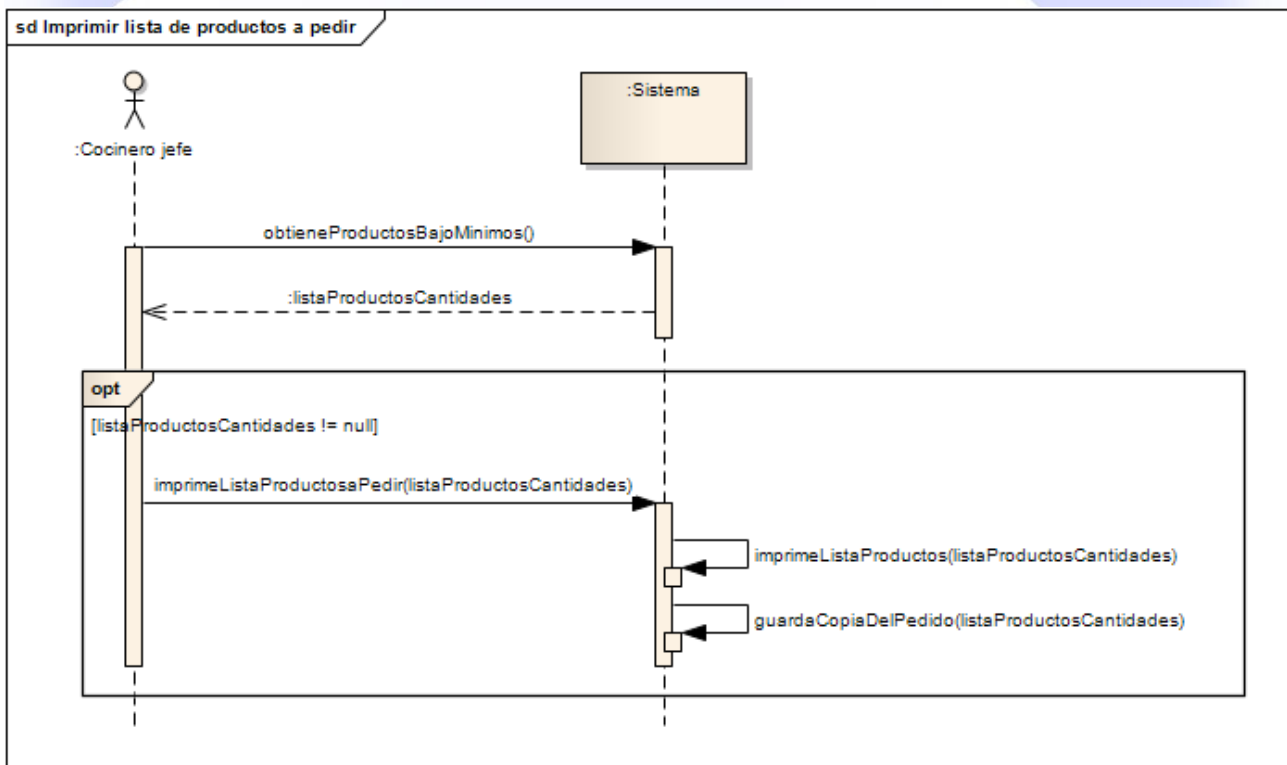 sd Imprimir lista de productos a pedir
:Cocinero jefe
:Sistema
obtieneProductosBajoMinimos()
:listaProductosCantidades
opt
[listaProductosCantidades != null]
imprimeListaProductosaPedir(listaProductosCantidades)
imprimeListaProductos(listaProductosCantidades)
guardaCopiaDelPedido(listaProductosCantidades)